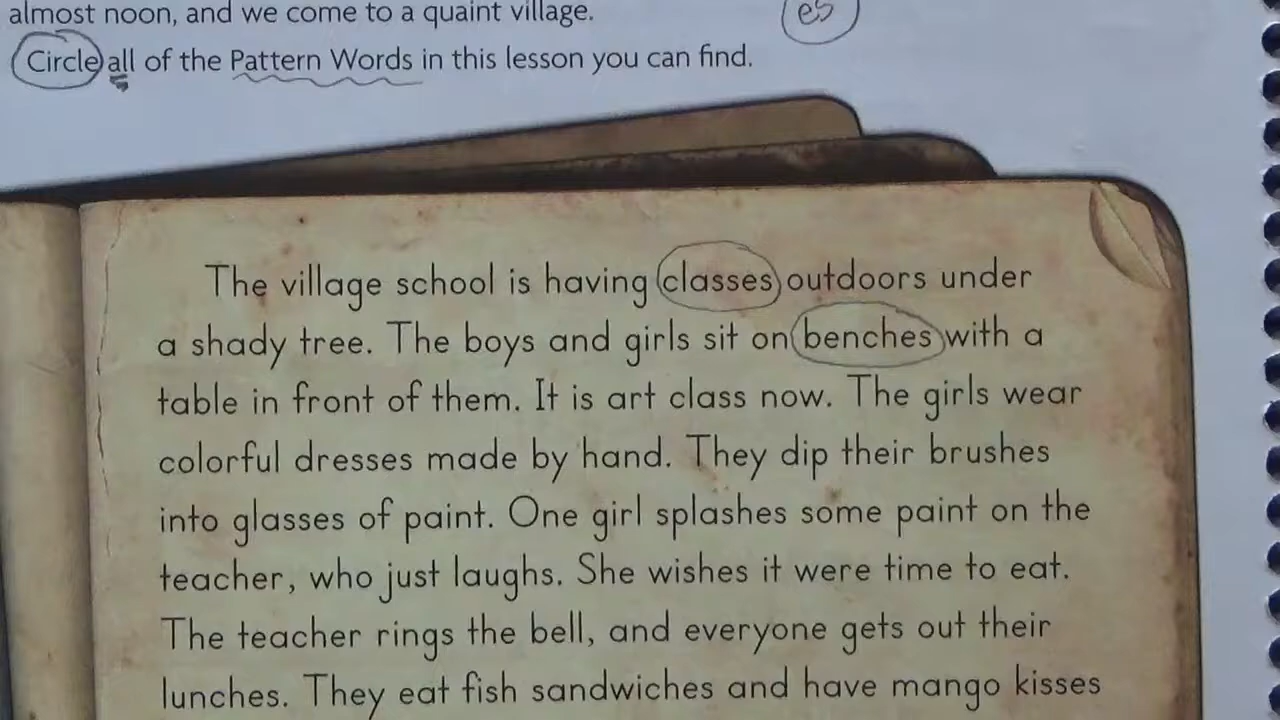 almost noon, and we come to a quaint village.
es
Circle all of the Pattern Words in this lesson you can find.
The village school is having classes outdoors under
a shady tree. The boys and girls sit on benches with a
table in front of them. It is art class now. The girls wear
colorful dresses made by hand. They dip their brushes
into glasses of paint. One girl splashes some paint on the
teacher, who just laughs. She wishes it were time to eat.
The teacher rings the bell, and everyone gets out their
lunches. They eat fish sandwiches and have mango kisses